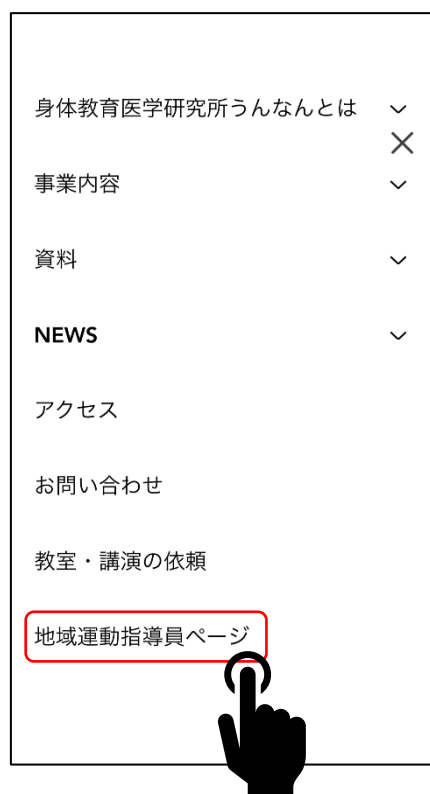 身体教育医学研究所うんなんとは
事業内容
資料
NEWS
アクセス
お問い合わせ
教室・講演の依頼
地域運動指導員ページ